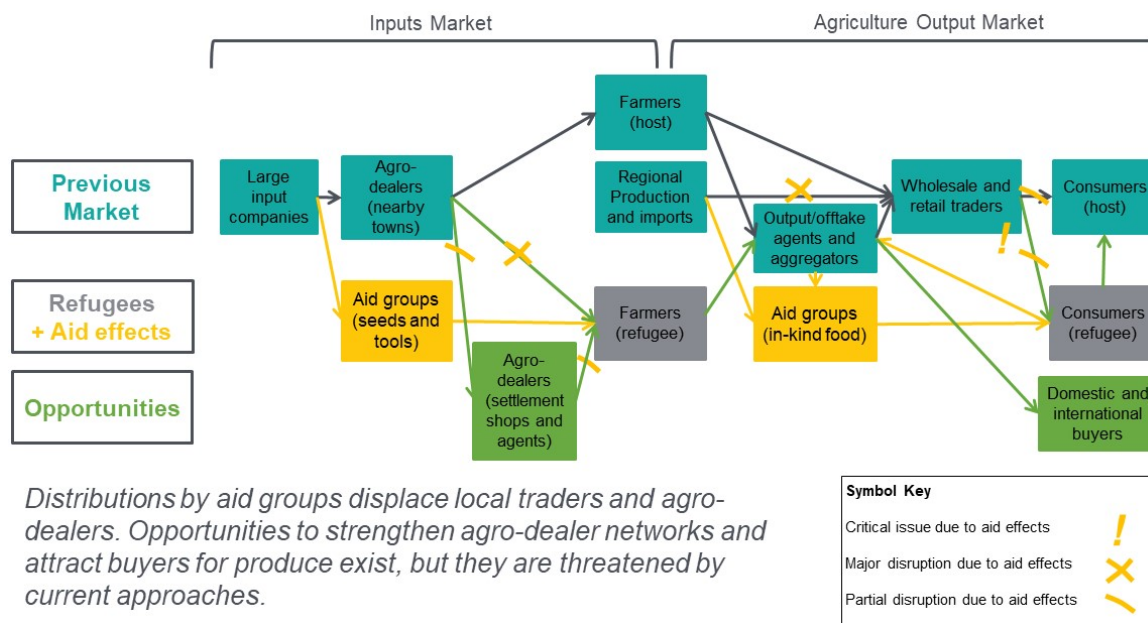 Inputs Market
Agriculture Output Market
Previous
Market
Refugees
+ Aid effects
Opportunities
Large
input
companies
Agro-
dealers
(nearby
towns)
Aid groups
(seeds and
tools)
Agro-
dealers
(settlement
shops and
agents)
Farmers
(host)
Regional
Production
and imports
Farmers
(refugee)
Output/offtake
agents and
aggregators
Aid groups
(in-kind food)
Wholesale and
retail traders
Consumers
(host)
Consumers
(refugee)
Domestic and
international
buyers
!
Distributions by aid groups displace local traders and agro-
dealers. Opportunities to strengthen agro-dealer networks and
attract buyers for produce exist, but they are threatened by
current approaches.
Symbol Key
Critical issue due to aid effects !
Major disruption due to aid effects
Partial disruption due to aid effects